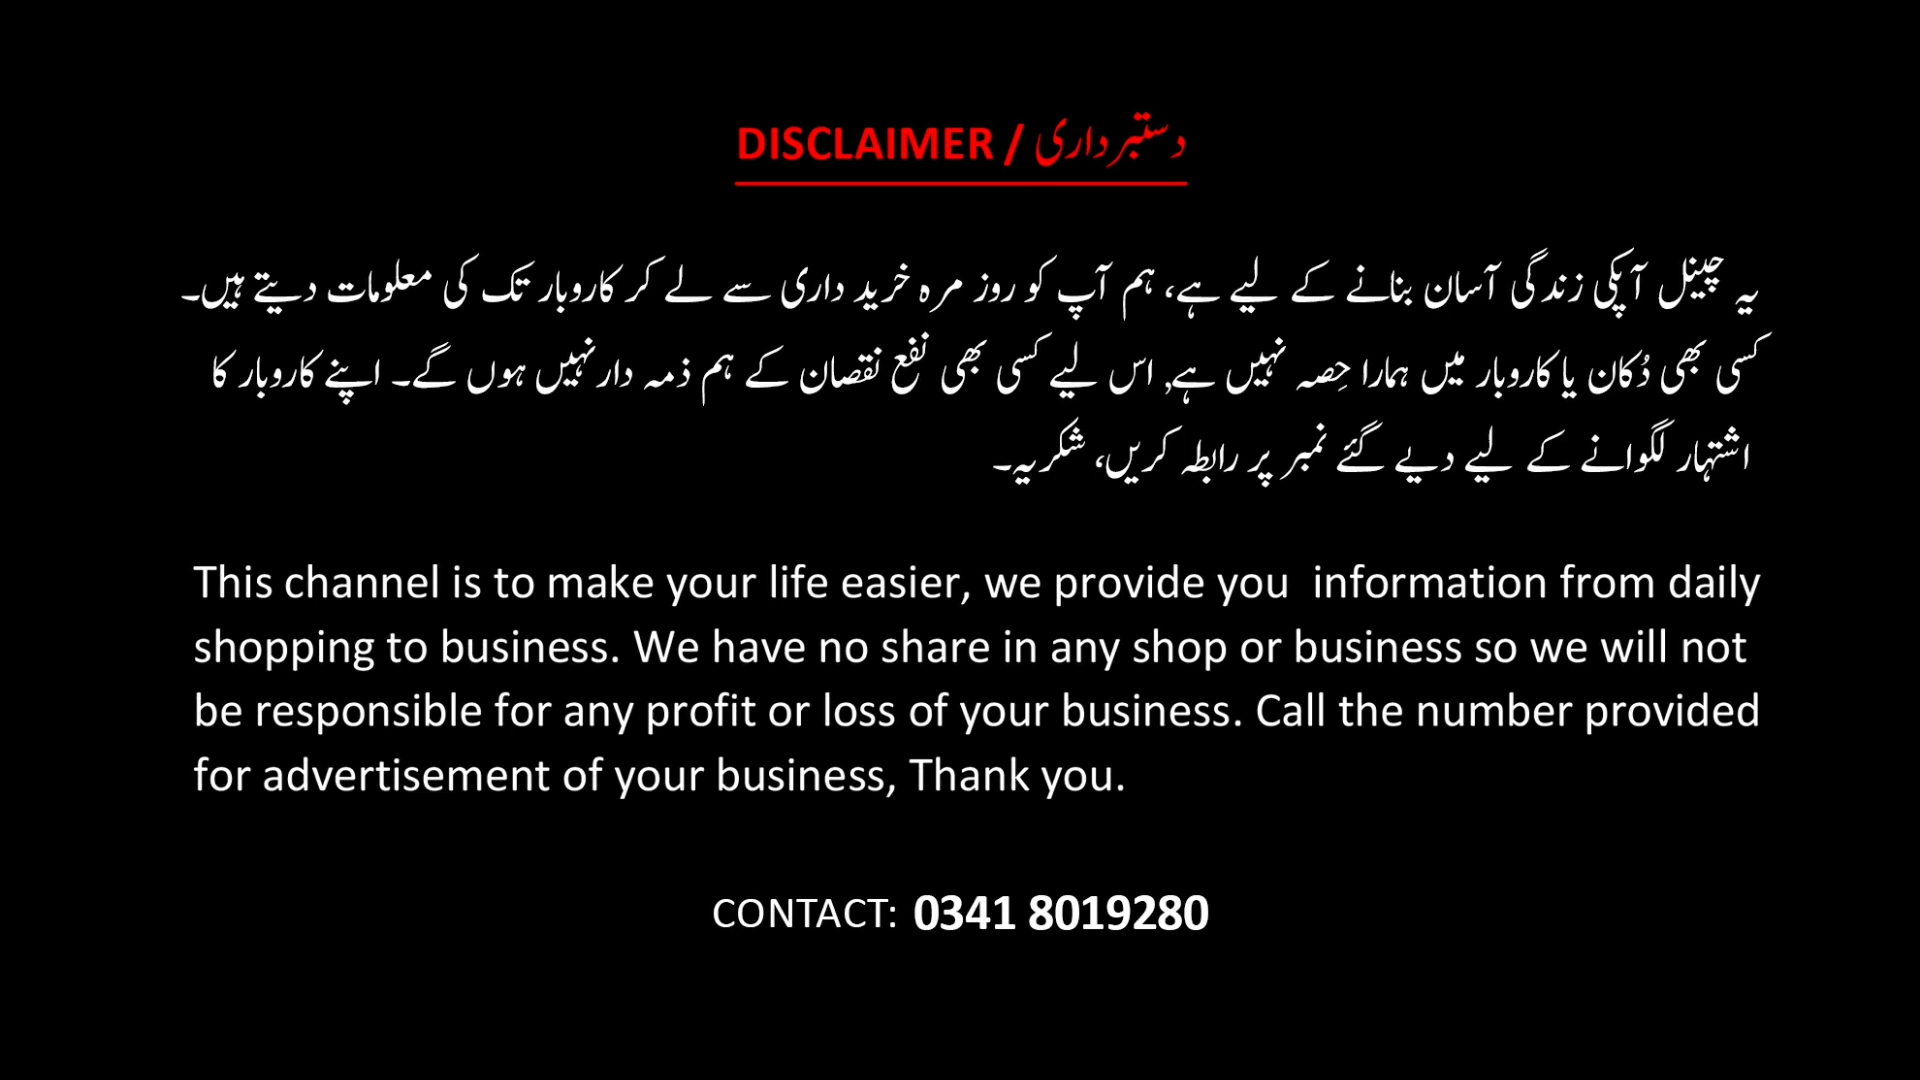 DISCLAIMER / دستبرداری
یہ چینل آپکی زندگی آسان بنانے کے لیے ہے، ہم آپ کو روز مرہ خرید داری سے لے کر کاروبار تک کی معلومات دیتے ہیں۔
کسی بھی دُکان یا کاروبار میں ہمارا حِصہ نہیں ہے, اس لیے کسی بھی نفع نقصان کے ہم ذمہ دار نہیں ہوں گے۔ اپنے کاروبار کا
اشتہار لگوانے کے لیے دیے گئے نمبر پر رابطہ کریں، شکریہ۔
This channel is to make your life easier, we provide you  information from daily
shopping to business. We have no share in any shop or business so we will not
be responsible for any profit or loss of your business. Call the number provided
for advertisement of your business, Thank you.
CONTACT: 0341 8019280